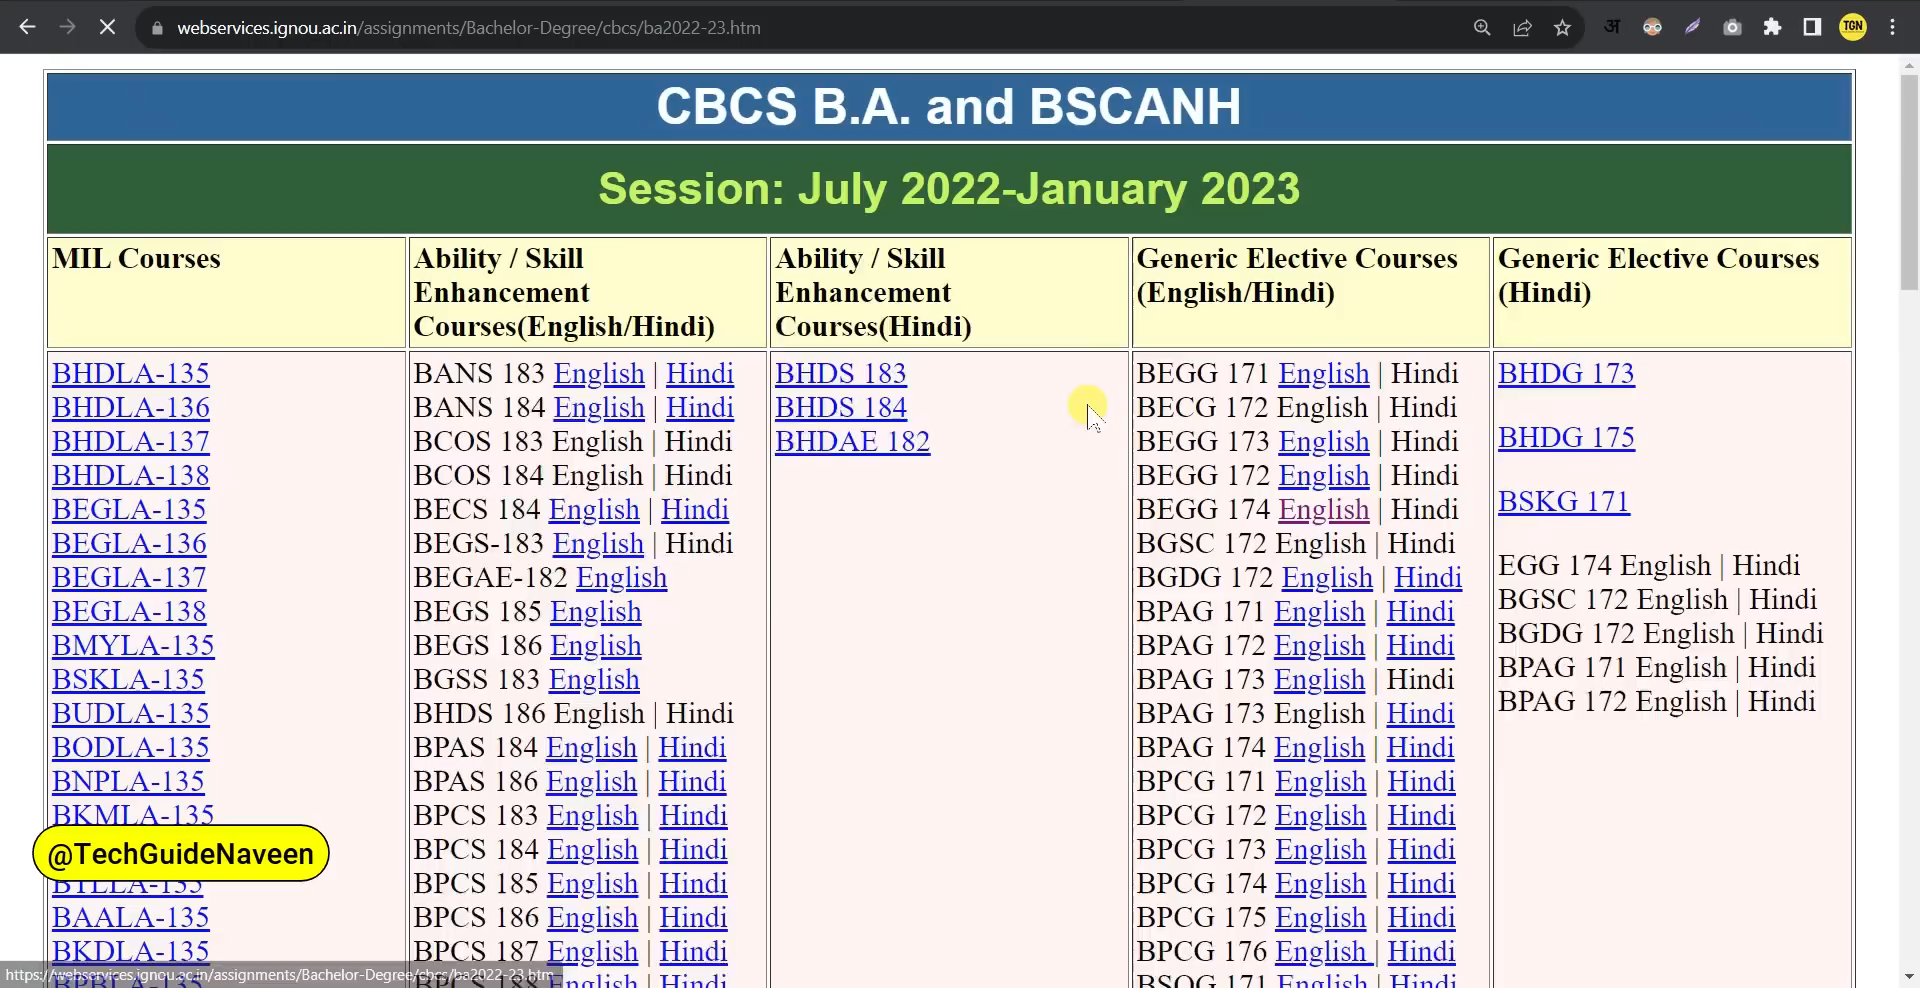 webservices.ignou.ac.in/assignments/Bachelor-Degree/cbcs/ba2022-23.htm
अ
TGN
CBCS B.A. and BSCANH
Session: July 2022-January 2023
MIL Courses
Ability / Skill
Enhancement
Courses(English/Hindi)
Ability / Skill
Enhancement
Courses(Hindi)
Generic Elective Courses
(English/Hindi)
Generic Elective Courses
(Hindi)
BHDLA-135
BHDLA-136
BHDLA-137
BHDLA-138
BEGLA-135
BEGLA-136
BEGLA-137
BEGLA-138
BMYLA-135
BSKLA-135
BUDLA-135
BODLA-135
BNPLA-135
BKMLA-135
@TechGuideNaveen
BAALA-135
BKDLA-135
BANS 183 English | Hindi
BANS 184 English | Hindi
BCOS 183 English | Hindi
BCOS 184 English | Hindi
BECS 184 English | Hindi
BEGS-183 English | Hindi
BEGAE-182 English
BEGS 185 English
BEGS 186 English
BGSS 183 English
BHDS 186 English | Hindi
BPAS 184 English | Hindi
BPAS 186 English | Hindi
BPCS 183 English | Hindi
BPCS 184 English | Hindi
BPCS 185 English | Hindi
BPCS 186 English | Hindi
BPCS 187 English | Hindi
BPCS 188 English | Hindi
BHDS 183
BHDS 184
BHDAE 182
BEGG 171 English | Hindi
BECG 172 English | Hindi
BEGG 173 English | Hindi
BEGG 172 English | Hindi
BEGG 174 English | Hindi
BGSC 172 English | Hindi
BGDG 172 English | Hindi
BPAG 171 English | Hindi
BPAG 172 English | Hindi
BPAG 173 English | Hindi
BPAG 173 English | Hindi
BPAG 174 English | Hindi
BPCG 171 English | Hindi
BPCG 172 English | Hindi
BPCG 173 English | Hindi
BPCG 174 English | Hindi
BPCG 175 English | Hindi
BPCG 176 English | Hindi
BSOG 171 English | Hindi
BHDG 173
BHDG 175
BSKG 171
EGG 174 English | Hindi
BGSC 172 English | Hindi
BGDG 172 English | Hindi
BPAG 171 English | Hindi
BPAG 172 English | Hindi
https://webservices.ignou.ac.in/assignments/Bachelor-Degree/cbcs/ba2022-23.htm